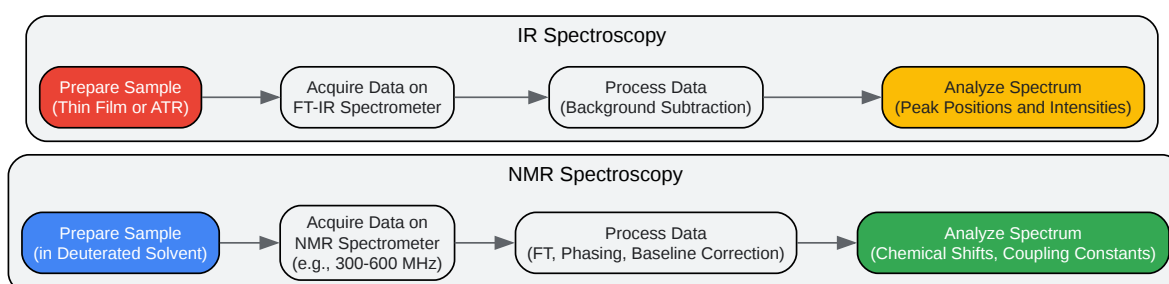 IR Spectroscopy
Prepare Sample
(Thin Film or ATR)
Acquire Data on
FT-IR Spectrometer
Process Data
(Background Subtraction)
Analyze Spectrum
(Peak Positions and Intensities)
NMR Spectroscopy
Prepare Sample
(in Deuterated Solvent)
Acquire Data on
NMR Spectrometer
(e.g., 300-600 MHz)
Process Data
(FT, Phasing, Baseline Correction)
Analyze Spectrum
(Chemical Shifts, Coupling Constants)